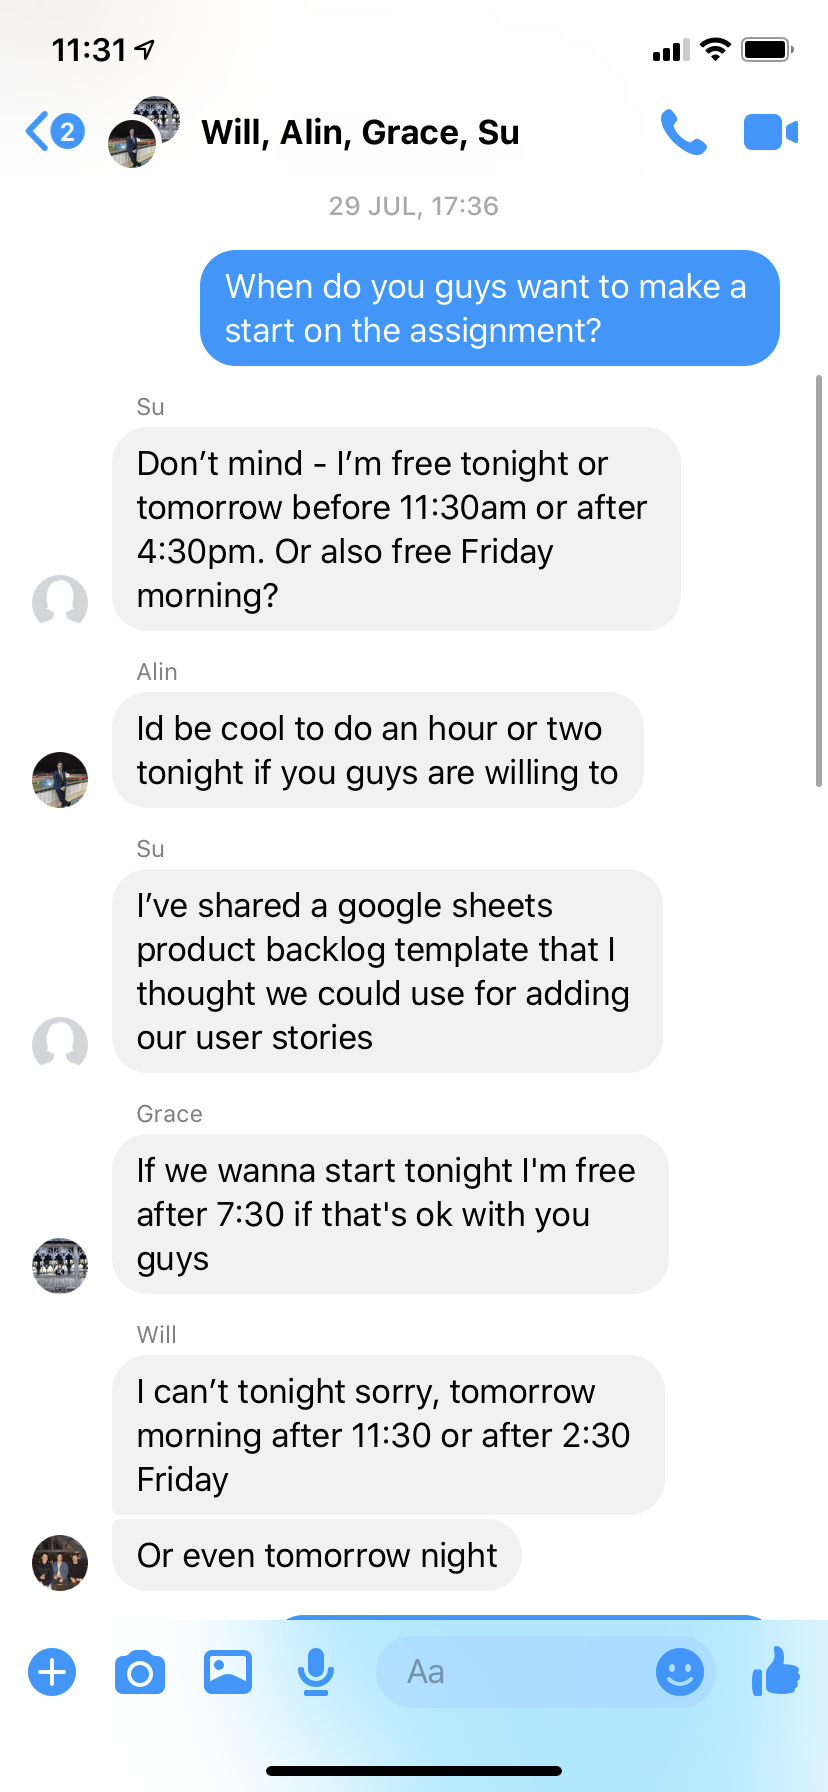 11:31
2
Will, Alin, Grace, Su
29 JUL, 17:36
When do you guys want to make a
start on the assignment?
Su
Don’t mind - I’m free tonight or
tomorrow before 11:30am or after
4:30pm. Or also free Friday
morning?
Alin
Id be cool to do an hour or two
tonight if you guys are willing to
Su
I’ve shared a google sheets
product backlog template that I
thought we could use for adding
our user stories
Grace
If we wanna start tonight I'm free
after 7:30 if that's ok with you
guys
Will
I can’t tonight sorry, tomorrow
morning after 11:30 or after 2:30
Friday
Or even tomorrow night
Aa